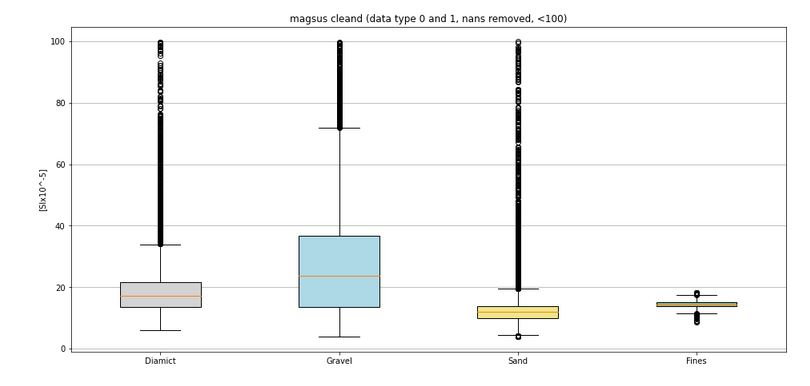 magsus cleand (data type 0 and 1, nans removed, <100)
100
80
60
40
20
0
[SIx10^-5]
Diamict Gravel Sand Fines